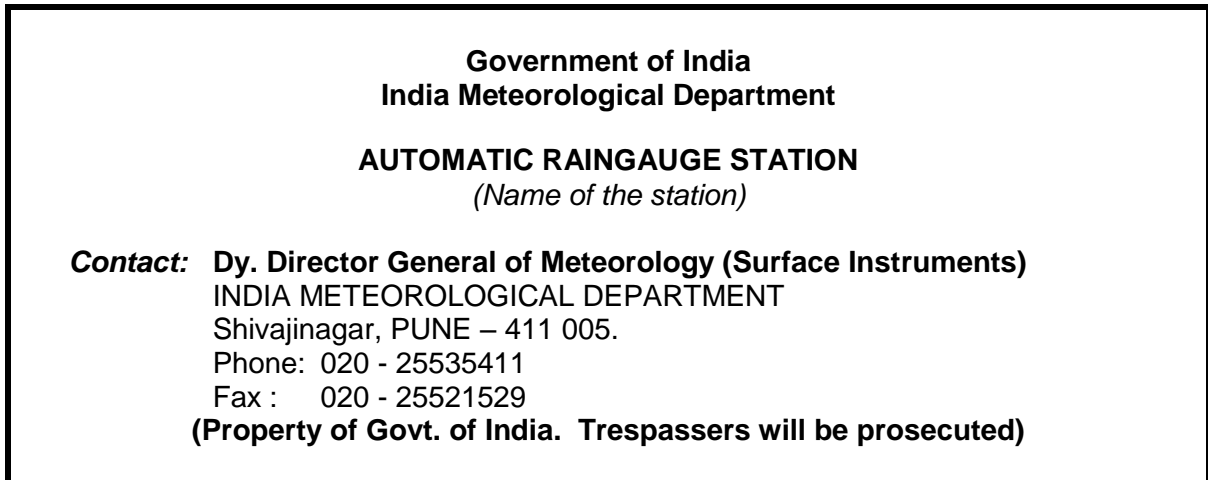 Government of India
India Meteorological Department
AUTOMATIC RAINGAUGE STATION
(Name of the station)
Contact: Dy. Director General of Meteorology (Surface Instruments)
INDIA METEOROLOGICAL DEPARTMENT
Shivajinagar, PUNE – 411 005.
Phone: 020 - 25535411
Fax : 020 - 25521529
(Property of Govt. of India. Trespassers will be prosecuted)